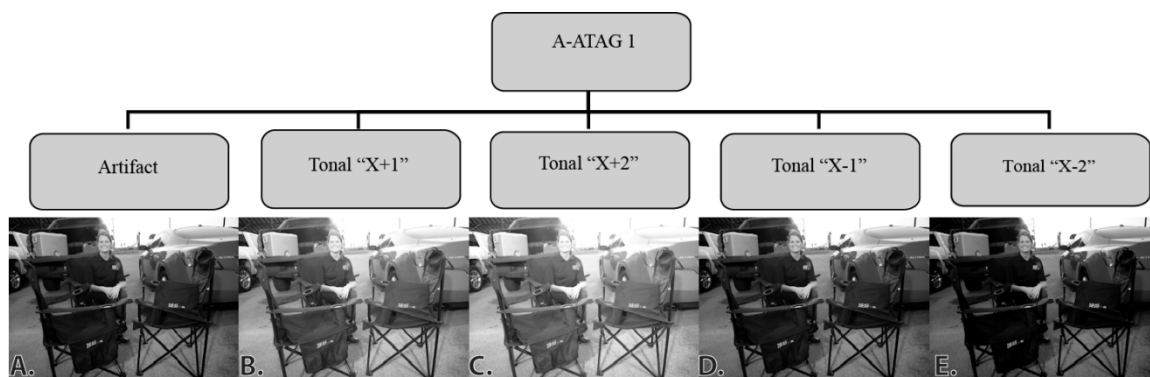 A-ATAG 1
Artifact
Tonal “X+1”
Tonal “X+2”
Tonal “X-1”
Tonal “X-2”
A.
B.
C.
D.
E.